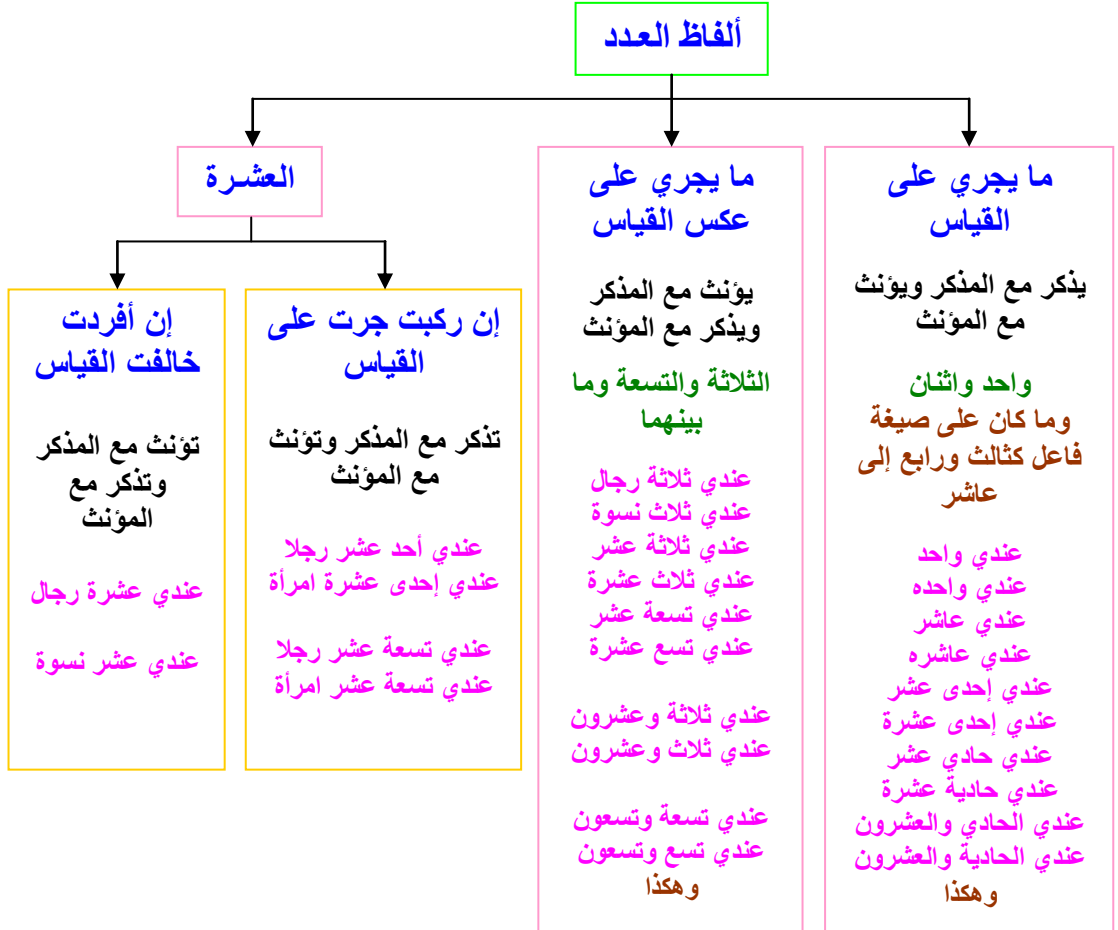 ألفاظ العدد
ما يجري على
القياس
يذكر مع المذكر ويؤنث
مع المؤنث
واحد واثنان
وما كان على صيغة
فاعل كثالث ورابع إلى
عاشر
عندي واحد
عندي واحده
عندي عاشر
عندي عاشره
عندي إحدى عشر
عندي إحدى عشرة
عندي حادي عشر
عندي حادية عشرة
عندي الحادي والعشرون
عندي الحادية والعشرون
وهكذا
ما يجري على
عكس القياس
يؤنث مع المذكر
ويذكر مع المؤنث
الثلاثة والتسعة وما
بينهما
عندي ثلاثة رجال
عندي ثلاث نسوة
عندي ثلاثة عشر
عندي ثلاث عشرة
عندي تسعة عشر
عندي تسع عشرة
عندي ثلاثة وعشرون
عندي ثلاث وعشرون
عندي تسعة وتسعون
عندي تسع وتسعون
وهكذا
العشرة
إن ركبت جرت على
القياس
تذكر مع المذكر وتؤنث
مع المؤنث
عندي أحد عشر رجلا
عندي إحدى عشرة امرأة
عندي تسعة عشر رجلا
عندي تسعة عشر امرأة
إن أفردت
خالفت القياس
تؤنث مع المذكر
وتذكر مع
المؤنث
عندي عشرة رجال
عندي عشر نسوة